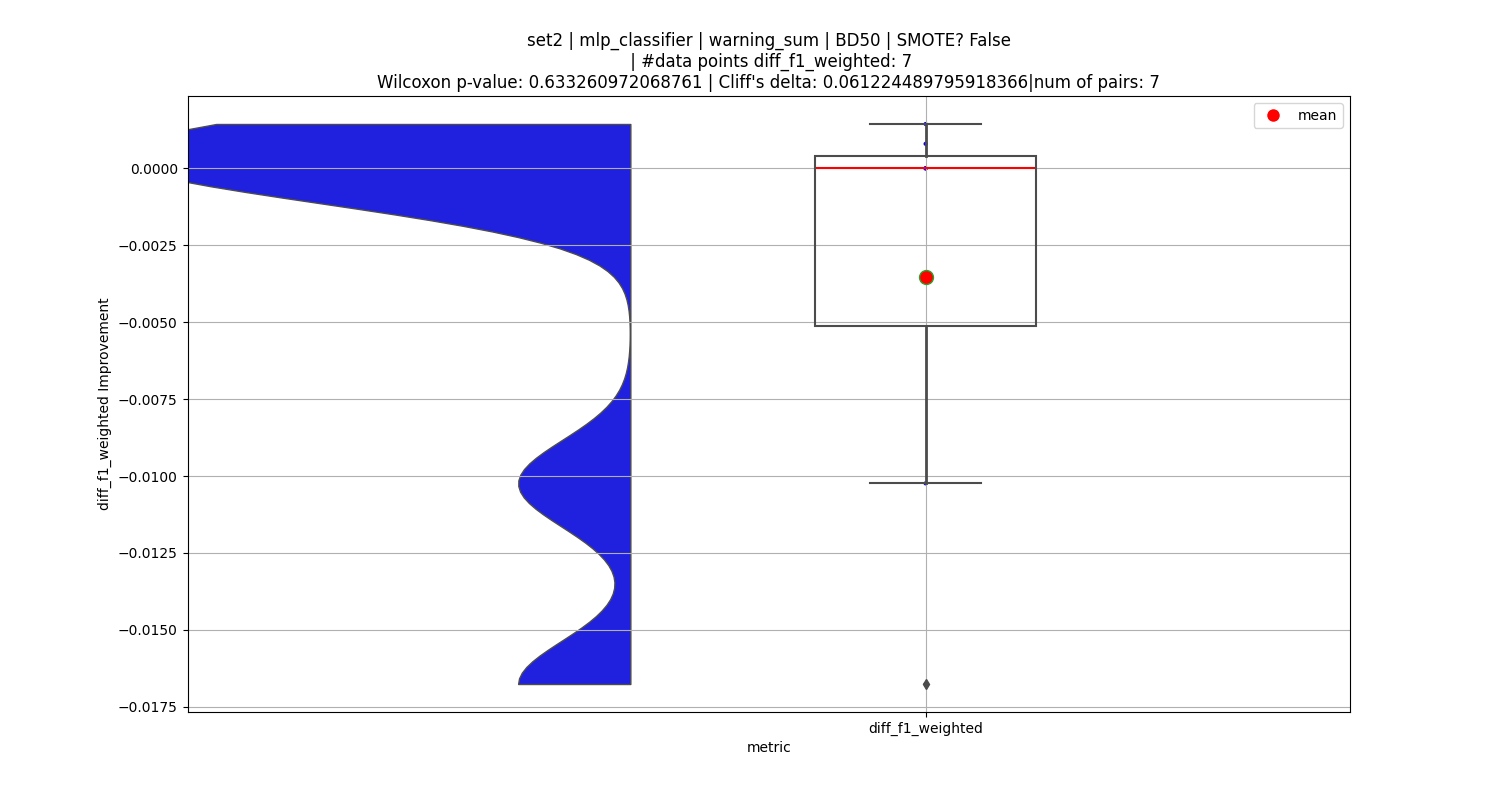 set2 | mlp_classifier | warning_sum | BD50 | SMOTE? False
| #data points diff_f1_weighted: 7
Wilcoxon p-value: 0.633260972068761 | Cliff's delta: 0.061224489795918366|num of pairs: 7
mean
0.0000
−0.0025
−0.0050
−0.0075
−0.0100
−0.0125
−0.0150
−0.0175
diff_f1_weighted Improvement
diff_f1_weighted
metric